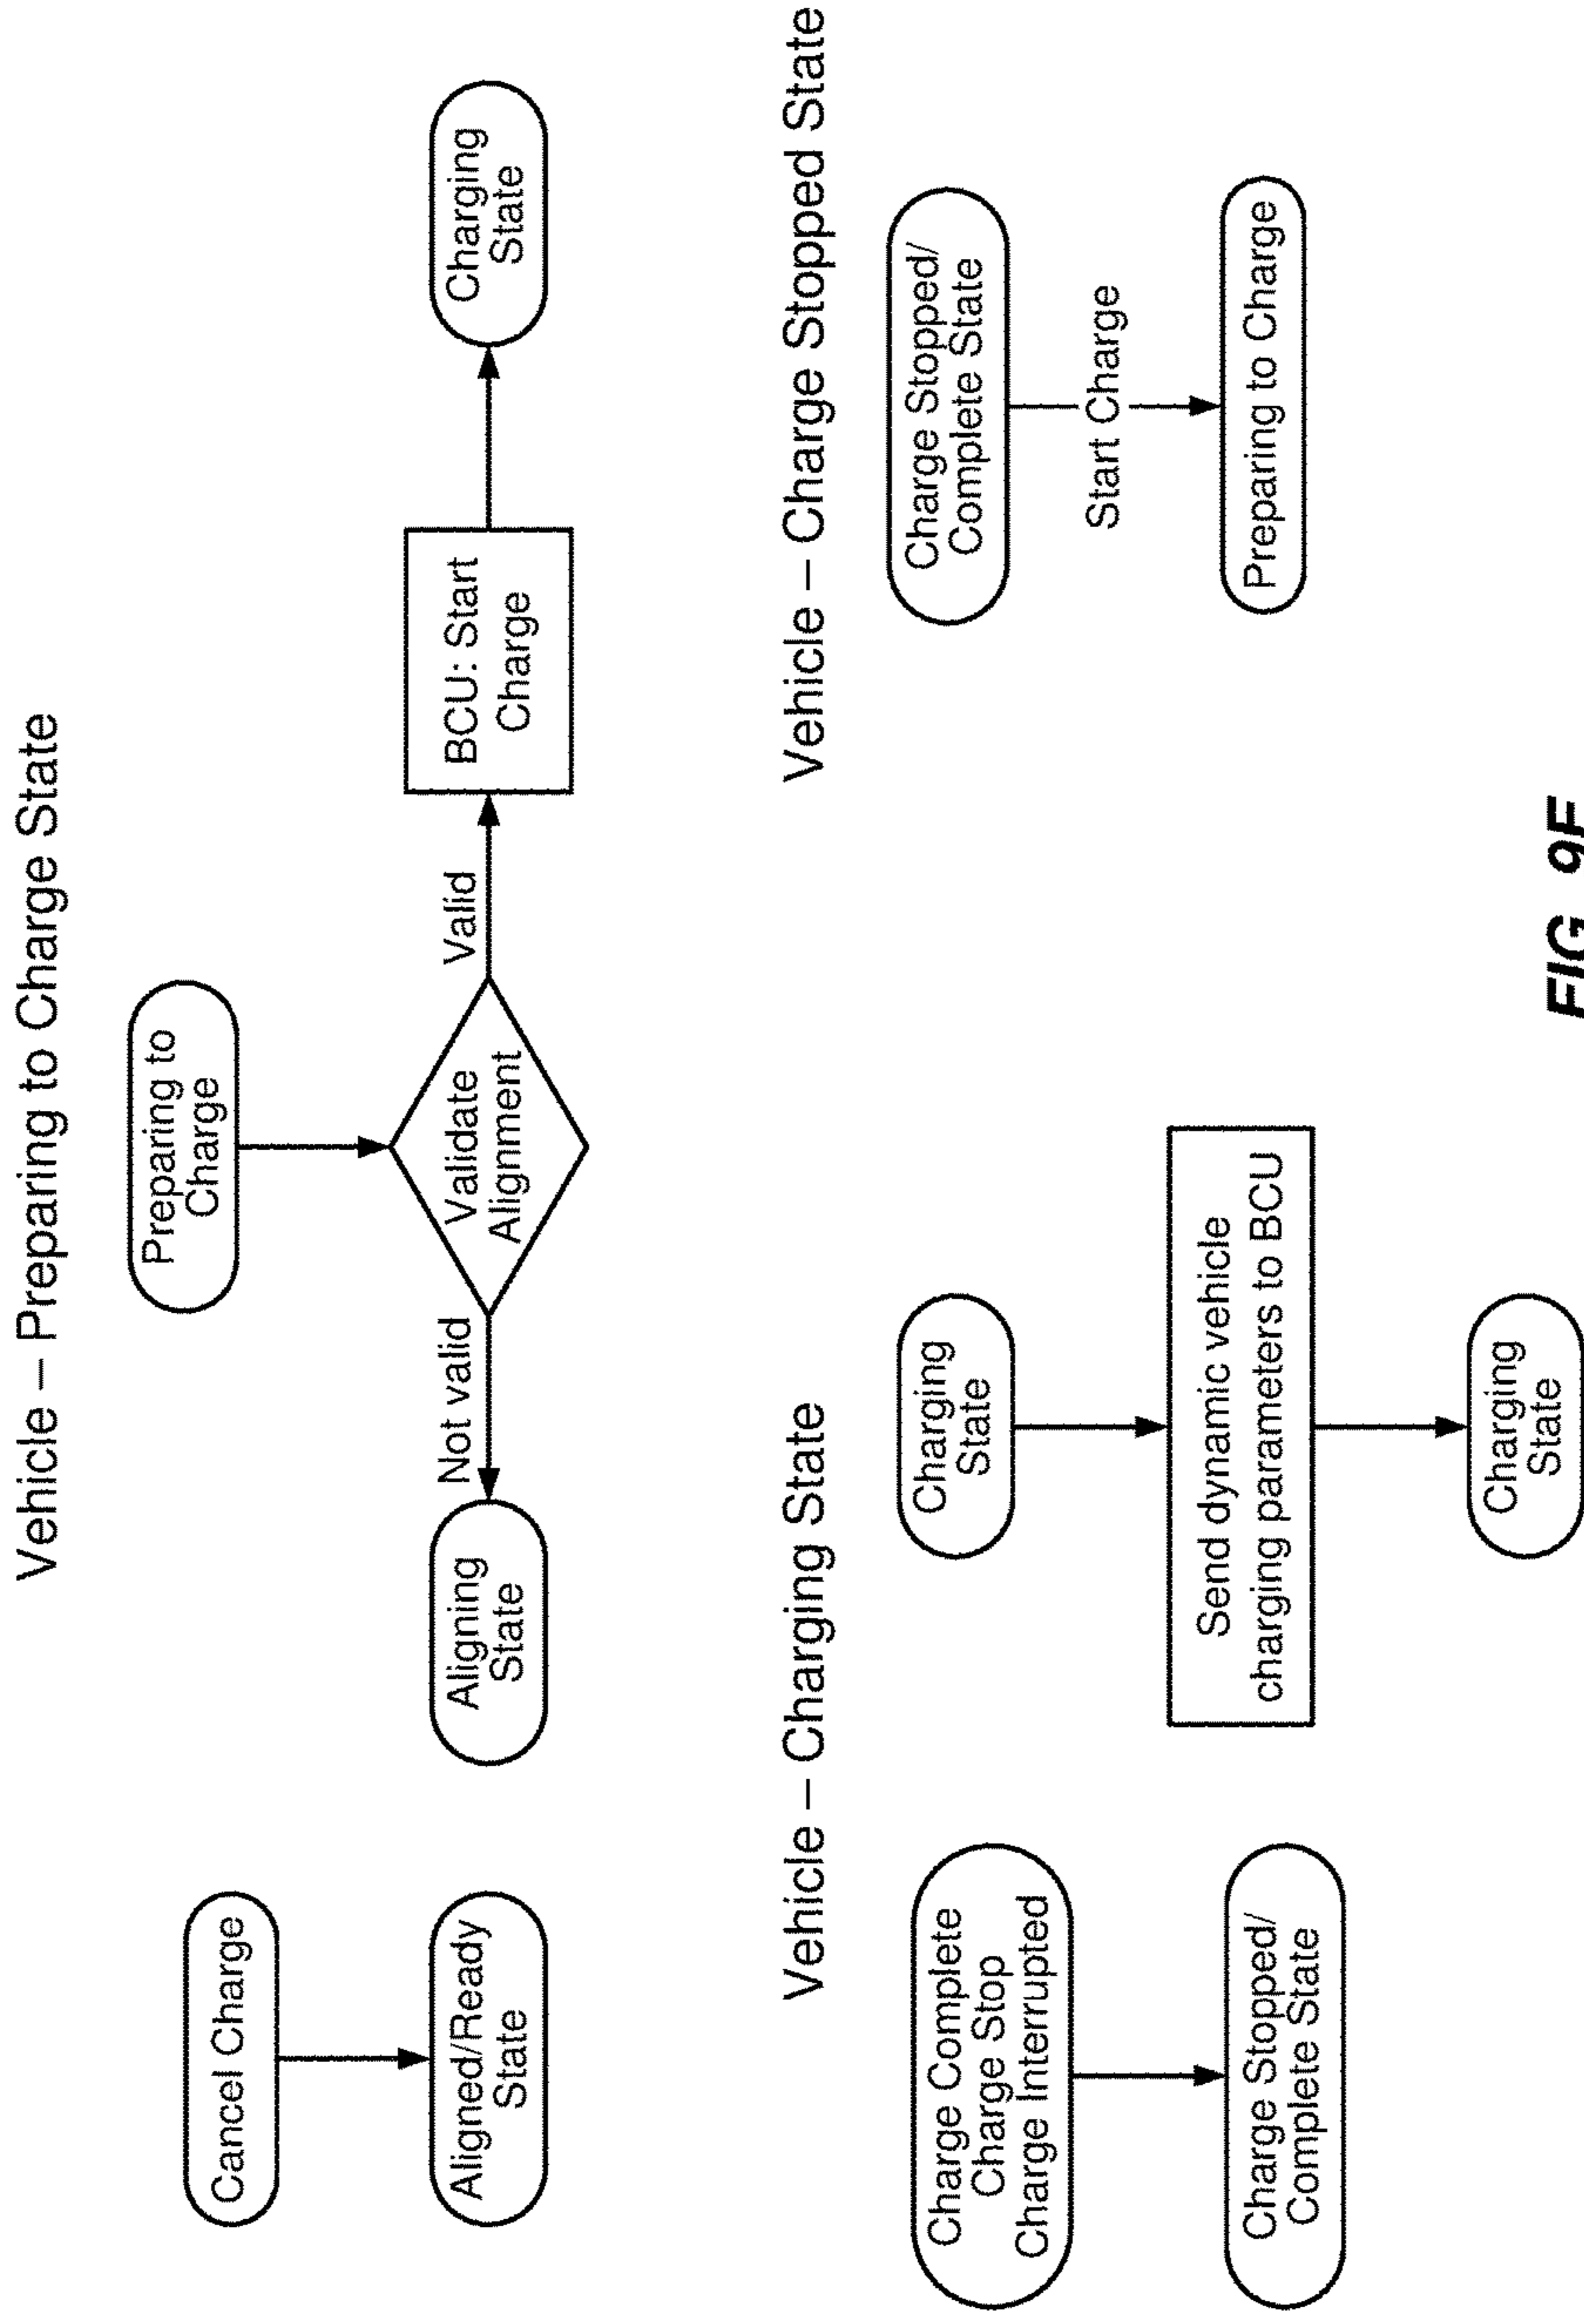 Vehicle – Preparing to Charge State
Cancel Charge
Aligned/Ready
State
Preparing to
Charge
Validate
Alignment
Not valid
Aligning
State
Valid
BCU: Start
Charge
Charging
State
Vehicle – Charging State
Charge Complete
Charge Stop
Charge Interrupted
Charge Stopped/
Complete State
Charging
State
Send dynamic vehicle
charging parameters to BCU
Charging
State
Vehicle – Charge Stopped State
Charge Stopped/
Complete State
Start Charge
Preparing to Charge